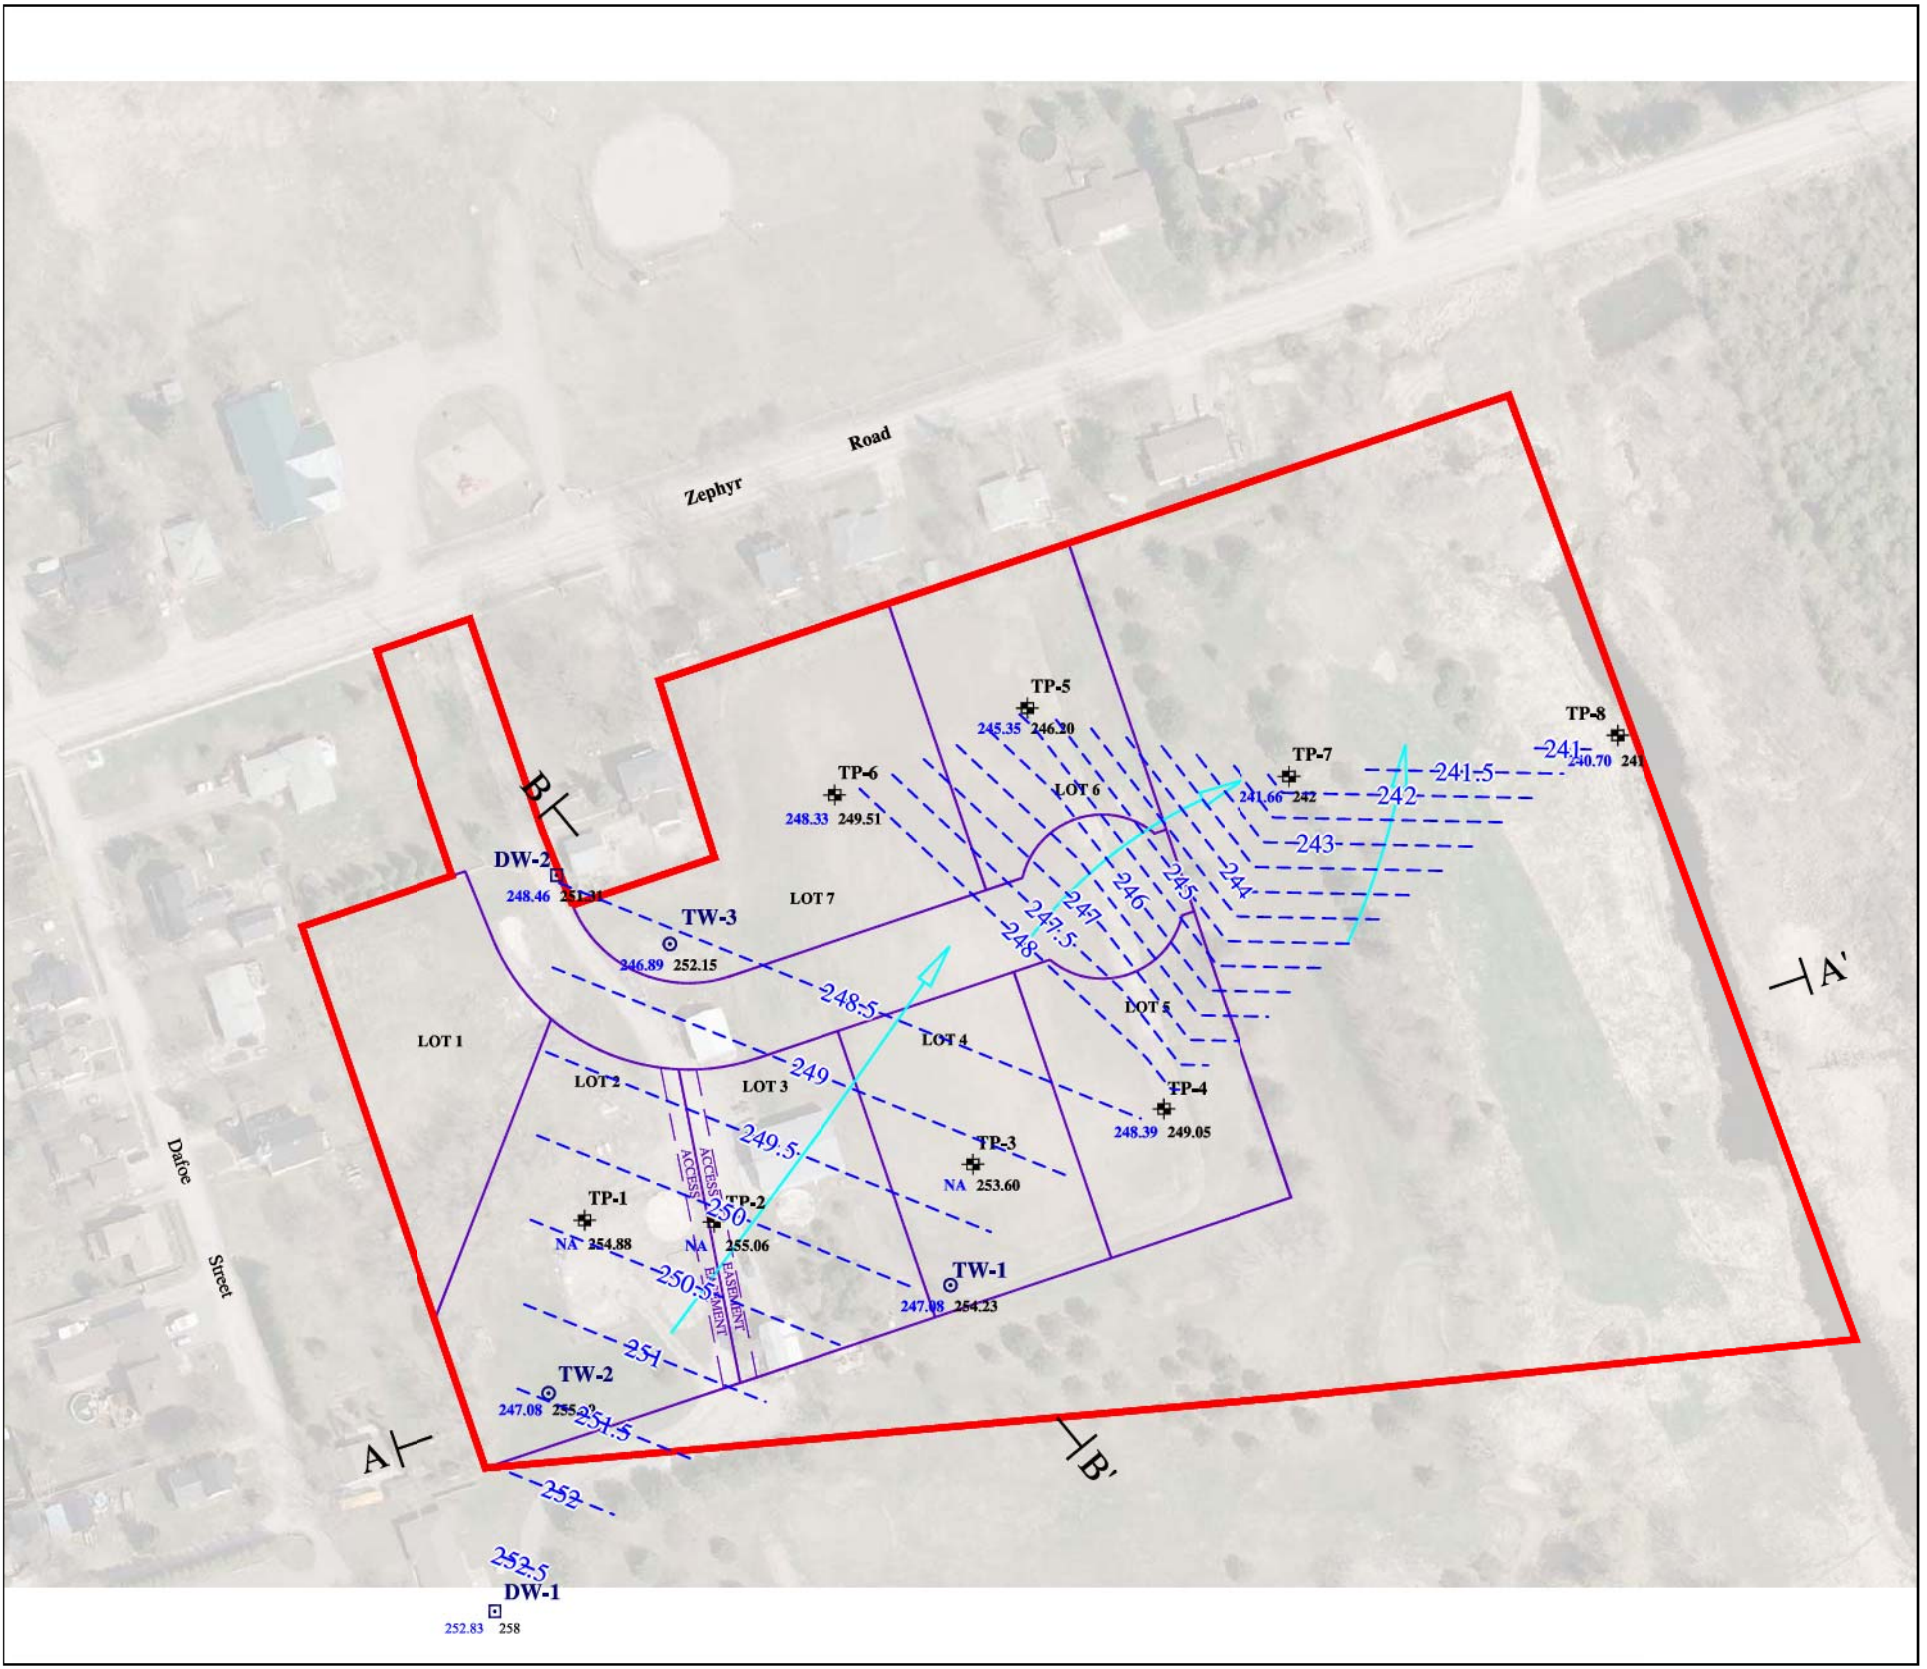 Road
Zephyr
TP-5
245.35 246.20
TP-8
241
240.70 241
TP-7
241.66 242
241.5
242
TP-6
248.33 249.51
LOT 6
B
243
DW-2
248.46 251.31
244
245
246
247
247.5
248
LOT 7
TW-3
246.89 252.15
A'
248.5
LOT 5
LOT 1
LOT 4
249
LOT 2
LOT 3
TP-4
248.39 249.05
249.5
TP-3
NA 253.60
Dafoe
Street
ACCESS
ACCESS
TP-1
NA 254.88
TP-2
250
NA 255.06
EASEMENT
EASEMENT
250.5
TW-1
247.08 254.23
251
TW-2
247.08
251.5
A
B'
252
252.5
DW-1
252.83 258